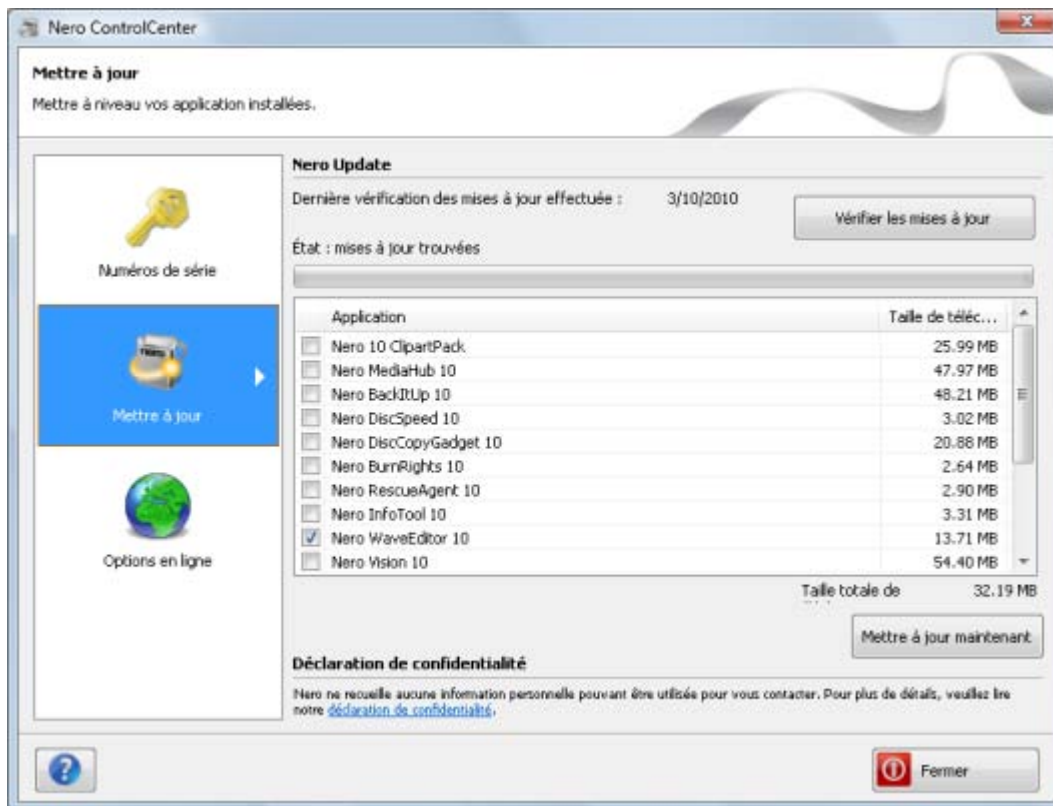 Nero ControlCenter
Mettre à jour
Mettre à niveau vos application installées.
Numéros de série
Mettre à jour
Options en ligne
Nero Update
Dernière vérification des mises à jour effectuée : 3/10/2010
Vérifier les mises à jour
État : mises à jour trouvées
Application Taille de téléc...
Nero 10 ClipartPack 25.99 MB
Nero MediaHub 10 47.97 MB
Nero BackItUp 10 48.21 MB
Nero DiscSpeed 10 3.02 MB
Nero DiscCopyGadget 10 20.88 MB
Nero BurnRights 10 2.64 MB
Nero RescueAgent 10 2.90 MB
Nero InfoTool 10 3.31 MB
Nero WaveEditor 10 13.71 MB
Nero Vision 10 54.40 MB
Taille totale de 32.19 MB
Mettre à jour maintenant
Déclaration de confidentialité
Nero ne recueille aucune information personnelle pouvant être utilisée pour vous contacter. Pour plus de détails, veuillez lire
notre déclaration de confidentialité.
Fermer